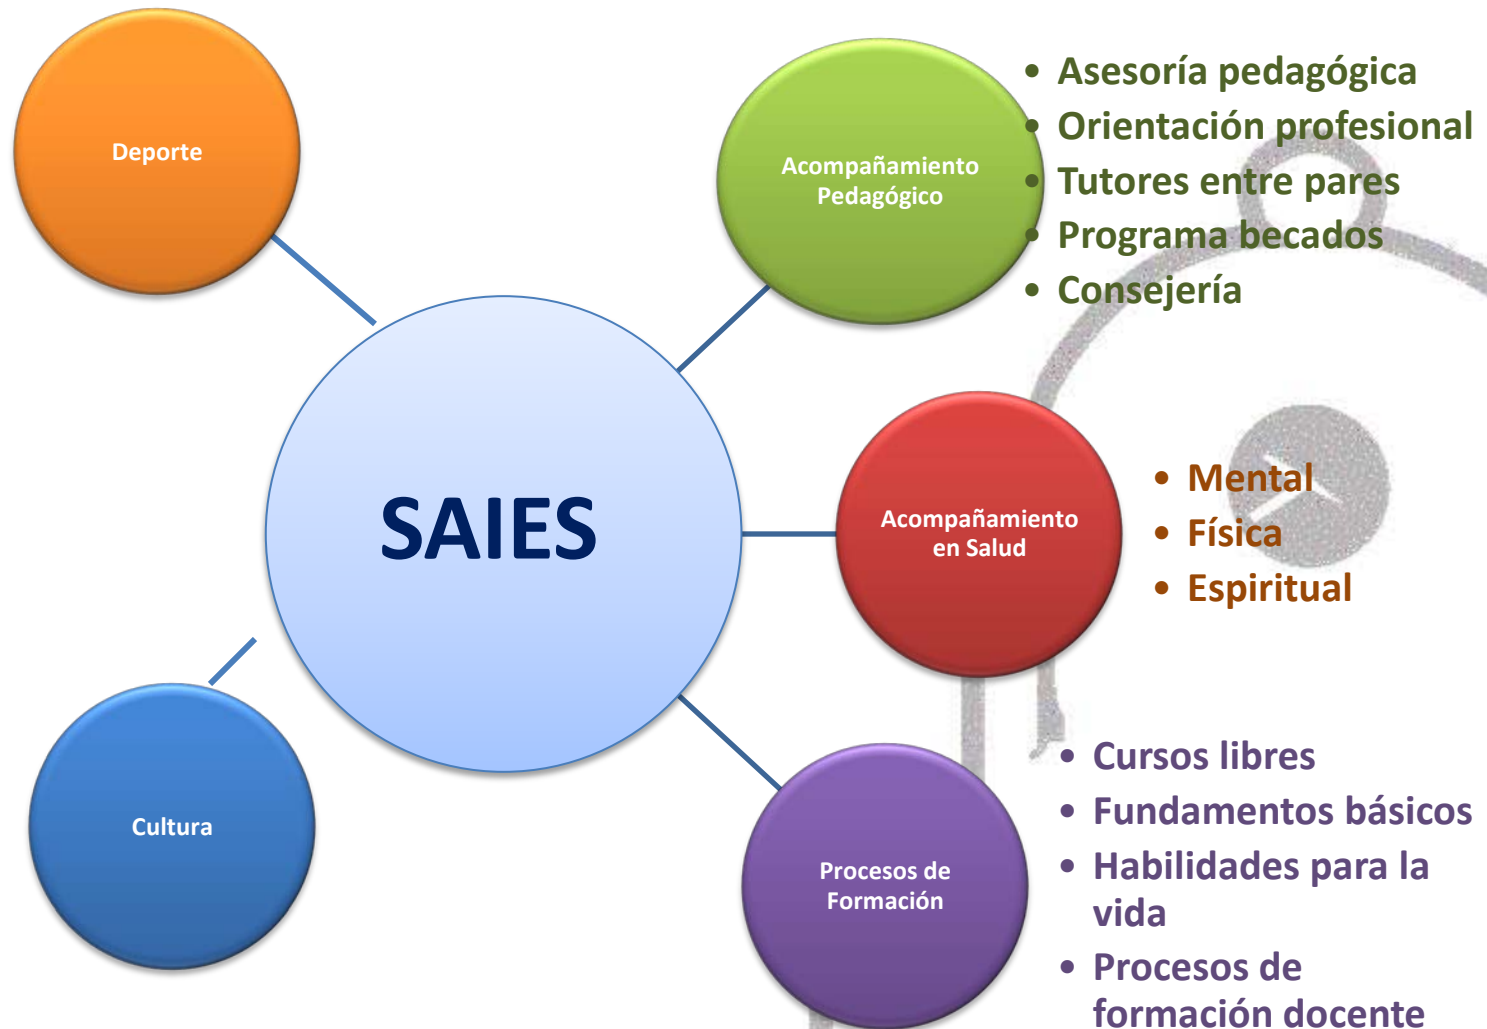 Deporte
Acompañamiento
Pedagógico
• Asesoría pedagógica
• Orientación profesional
• Tutores entre pares
• Programa becados
• Consejería
SAIES
Acompañamiento
en Salud
• Mental
• Física
• Espiritual
Cultura
Procesos de
Formación
• Cursos libres
• Fundamentos básicos
• Habilidades para la
vida
• Procesos de
formación docente